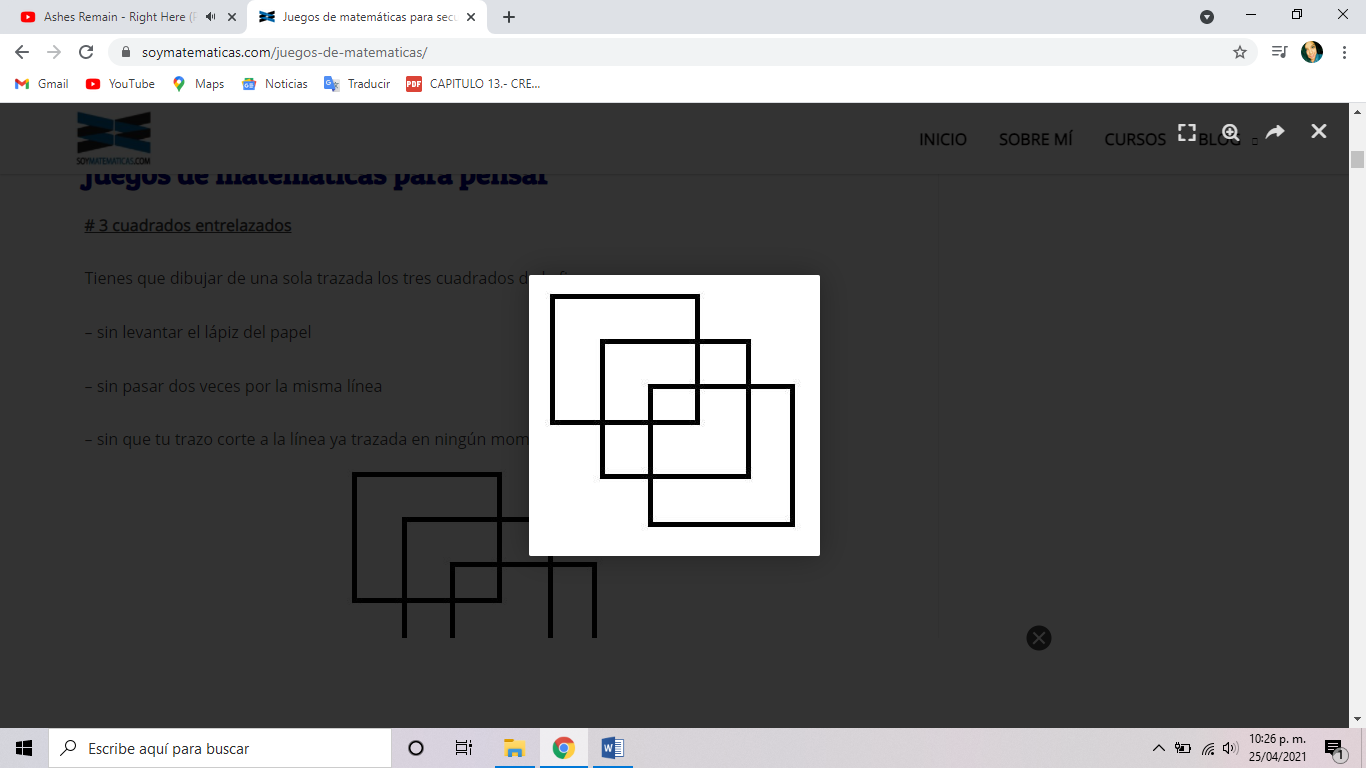 Ashes Remain - Right Here (
Juegos de matemáticas para secu
soymatematicas.com/juegos-de-matematicas/
Gmail YouTube Maps Noticias Traducir CAPITULO 13.- CRE...
SOYMATEMATICAS.COM INICIO SOBRE MÍ CURSOS BLOG
Juegos de matemáticas para pensar
# 3 cuadrados entrelazados
Tienes que dibujar de una sola trazada los tres cuadrados
– sin levantar el lápiz del papel
– sin pasar dos veces por la misma línea
– sin que tu trazo corte a la línea ya trazada en ningún mom
Escribe aquí para buscar
10:26 p. m.
25/04/2021
1